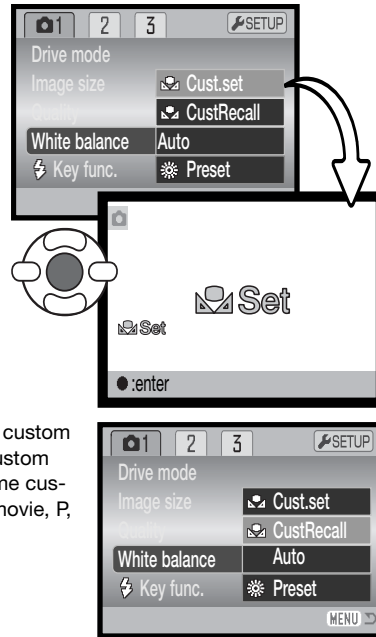 1 2 3 SETUP
Drive mode
Image size Cust.set
Quality CustRecall
White balance Auto
Key func. Preset
Set
Set
:enter
custom
ustom
me cus-
movie, P,
1 2 3 SETUP
Drive mode
Image size Cust.set
Quality CustRecall
White balance Auto
Key func. Preset
MENU